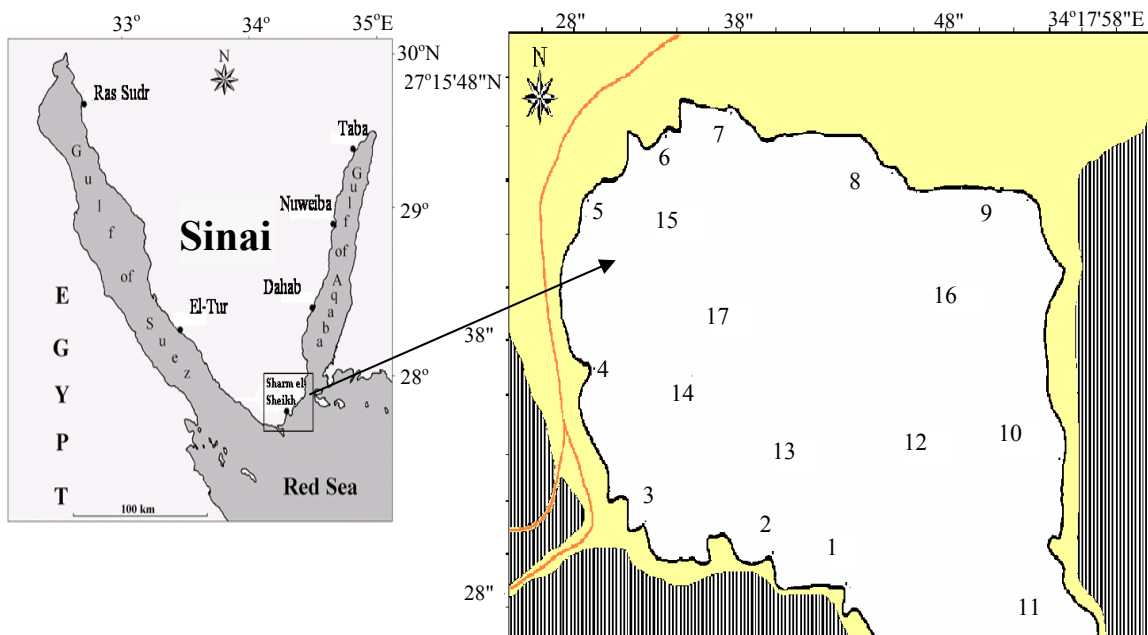 33° 34° 35°E
30°N
N
Ras Sudr
Taba
Gulf of Suez
Gulf of Aqaba
Nuweiba
29°
Sinai
Dahab
El-Tur
EGYPT
28°
Sharm el-
Sheikh
Red Sea
100 km
28" 38" 48" 34°17'58"E
27°15'48"N
N
7
6
8
5
15
9
16
17
38"
4
14
10
12
13
3
2
1
28"
11